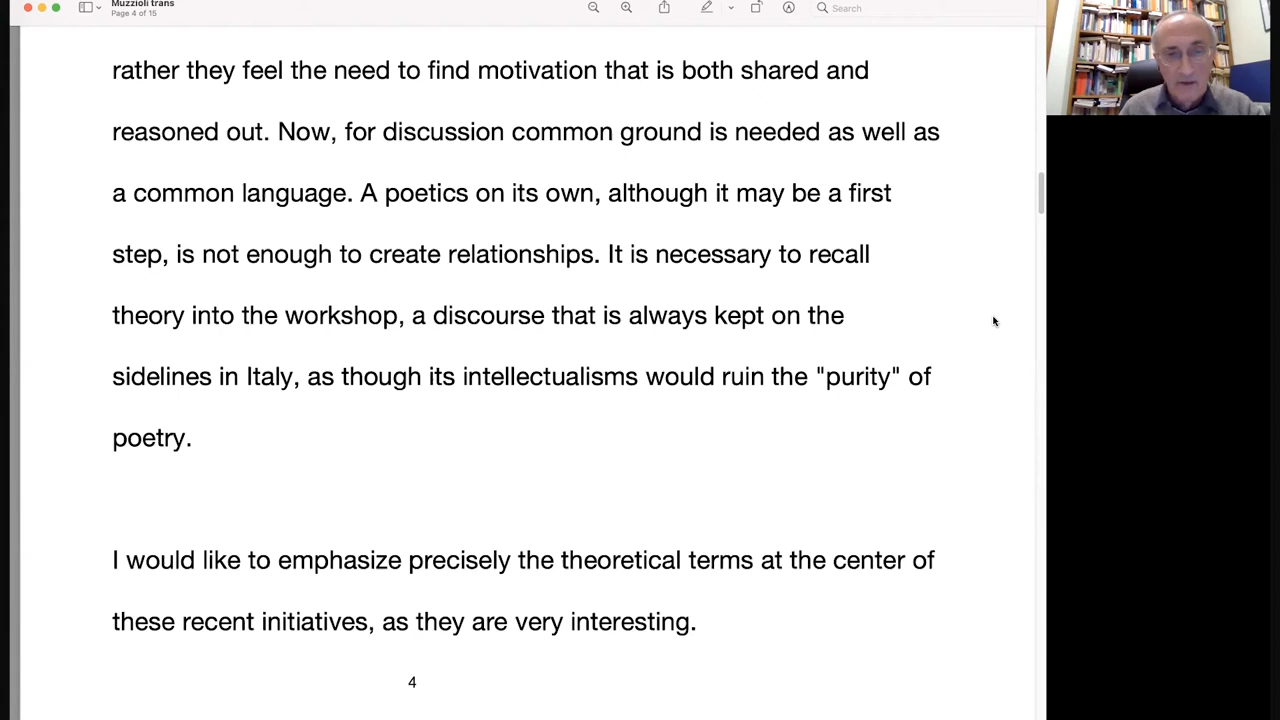 Muzzioli trans
Page 4 of 15
Search
rather they feel the need to find motivation that is both shared and
reasoned out. Now, for discussion common ground is needed as well as
a common language. A poetics on its own, although it may be a first
step, is not enough to create relationships. It is necessary to recall
theory into the workshop, a discourse that is always kept on the
sidelines in Italy, as though its intellectualisms would ruin the "purity" of
poetry.
I would like to emphasize precisely the theoretical terms at the center of
these recent initiatives, as they are very interesting.
4